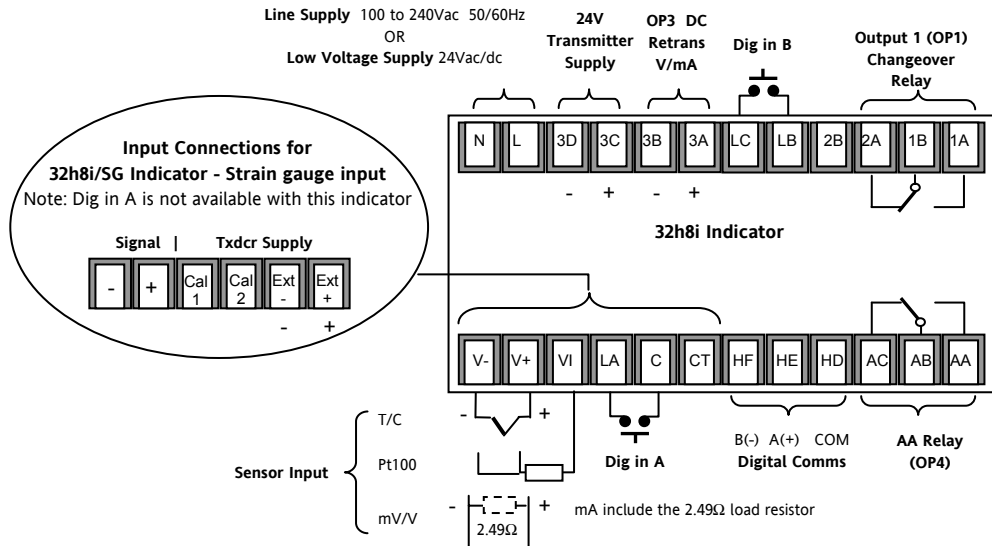 Line Supply 100 to 240Vac 50/60Hz
OR
Low Voltage Supply 24Vac/dc
24V
Transmitter
Supply
OP3 DC
Retrans
V/mA
Dig in B
Output 1 (OP1)
Changeover
Relay
N L 3D 3C 3B 3A LC LB 2B 2A 1B 1A
- + - +
32h8i Indicator
Input Connections for
32h8i/SG Indicator - Strain gauge input
Note: Dig in A is not available with this indicator
Signal | Txdcr Supply
- + Cal 1 Cal 2 Ext - Ext +
- +
V- V+ VI LA C CT HF HE HD AC AB AA
Sensor Input
- +
T/C
Pt100
mV/V
- +
2.49Ω
mA include the 2.49Ω load resistor
Dig in A
B(-) A(+) COM
Digital Comms
AA Relay
(OP4)